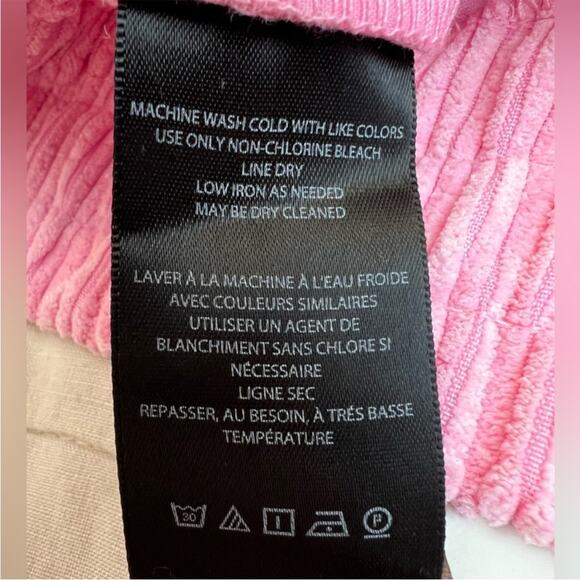 MACHINE WASH COLD WITH LIKE COLORS
USE ONLY NON-CHLORINE BLEACH
LINE DRY
LOW IRON AS NEEDED
MAY BE DRY CLEANED
LAVER À LA MACHINE À L'EAU FROIDE
AVEC COULEURS SIMILAIRES
UTILISER UN AGENT DE
BLANCHIMENT SANS CHLORE SI
NÉCESSAIRE
LIGNE SEC
REPASSER, AU BESOIN, À TRÉS BASSE
TEMPÉRATURE
30 P